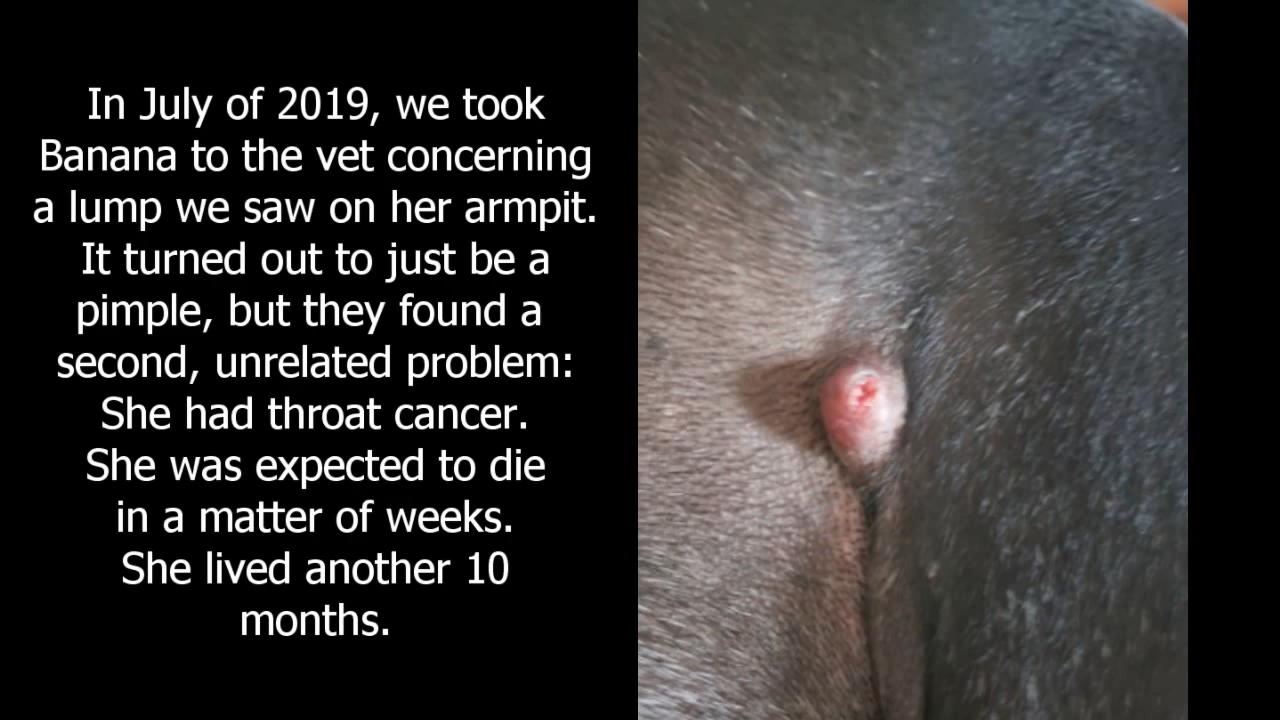 In July of 2019, we took
Banana to the vet concerning
a lump we saw on her armpit.
It turned out to just be a
pimple, but they found a
second, unrelated problem:
She had throat cancer.
She was expected to die
in a matter of weeks.
She lived another 10
months.